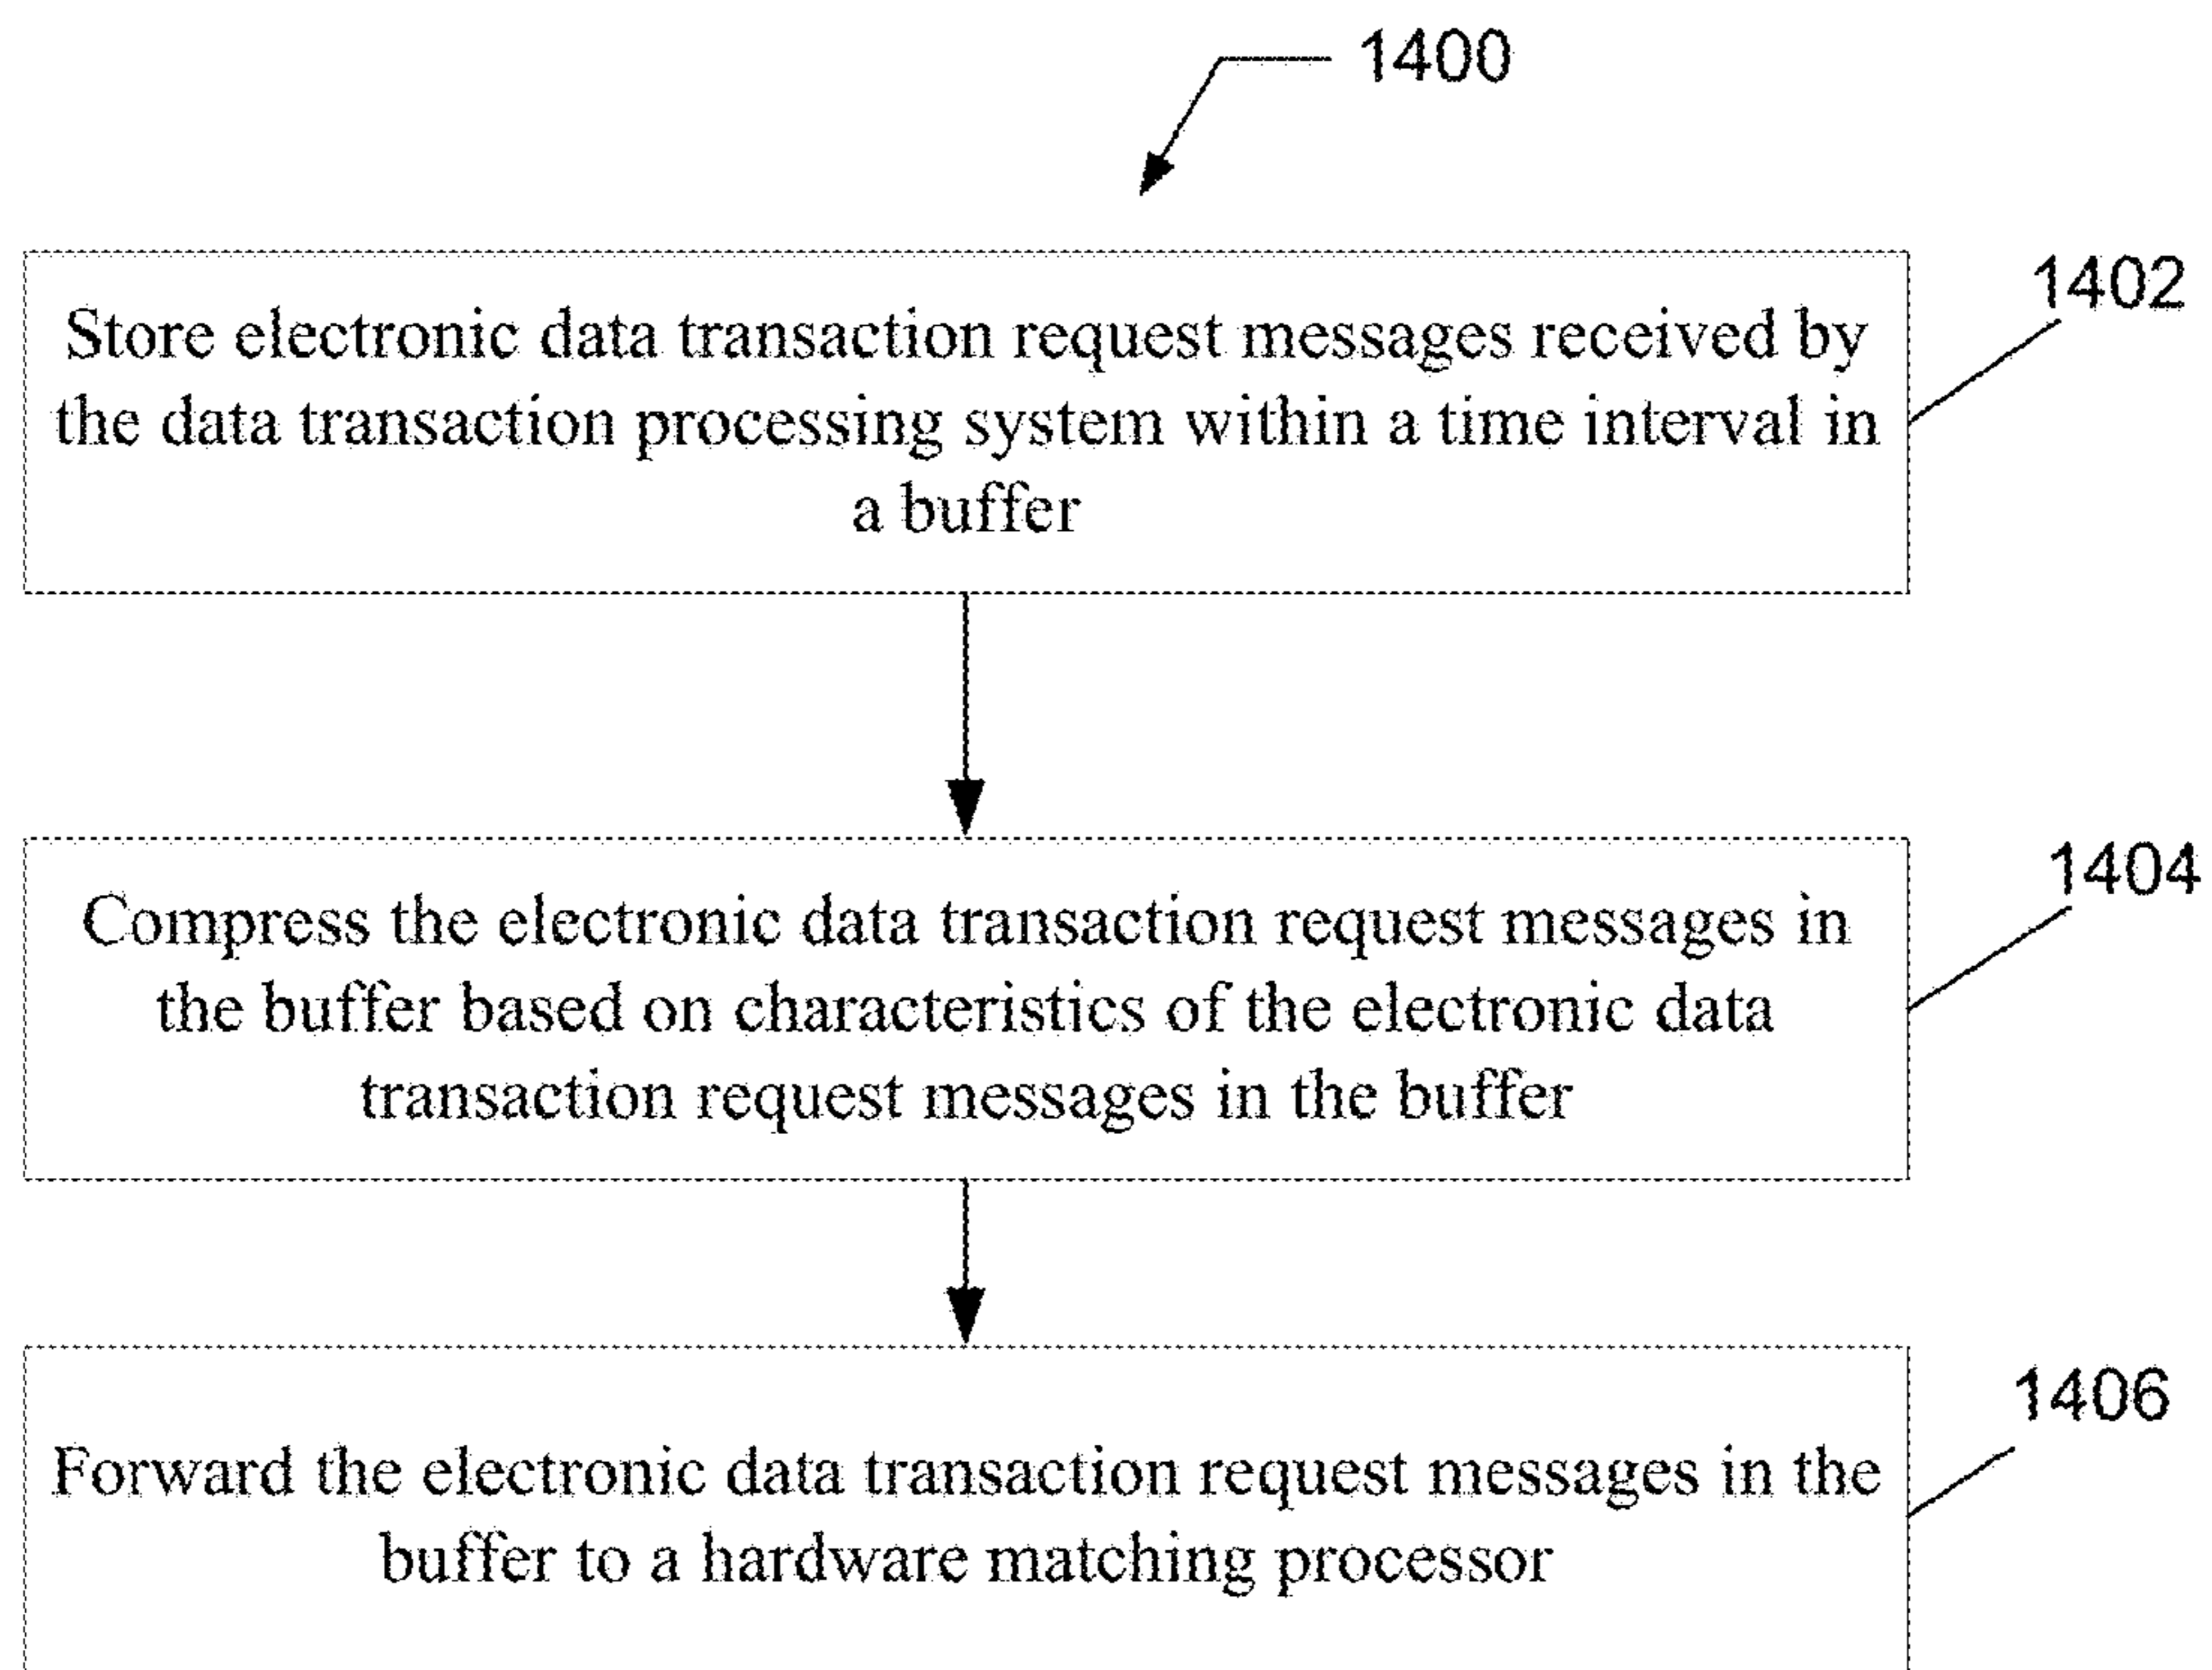 1400
1402
Store electronic data transaction request messages received by
the data transaction processing system within a time interval in
a buffer
1404
Compress the electronic data transaction request messages in
the buffer based on characteristics of the electronic data
transaction request messages in the buffer
1406
Forward the electronic data transaction request messages in the
buffer to a hardware matching processor